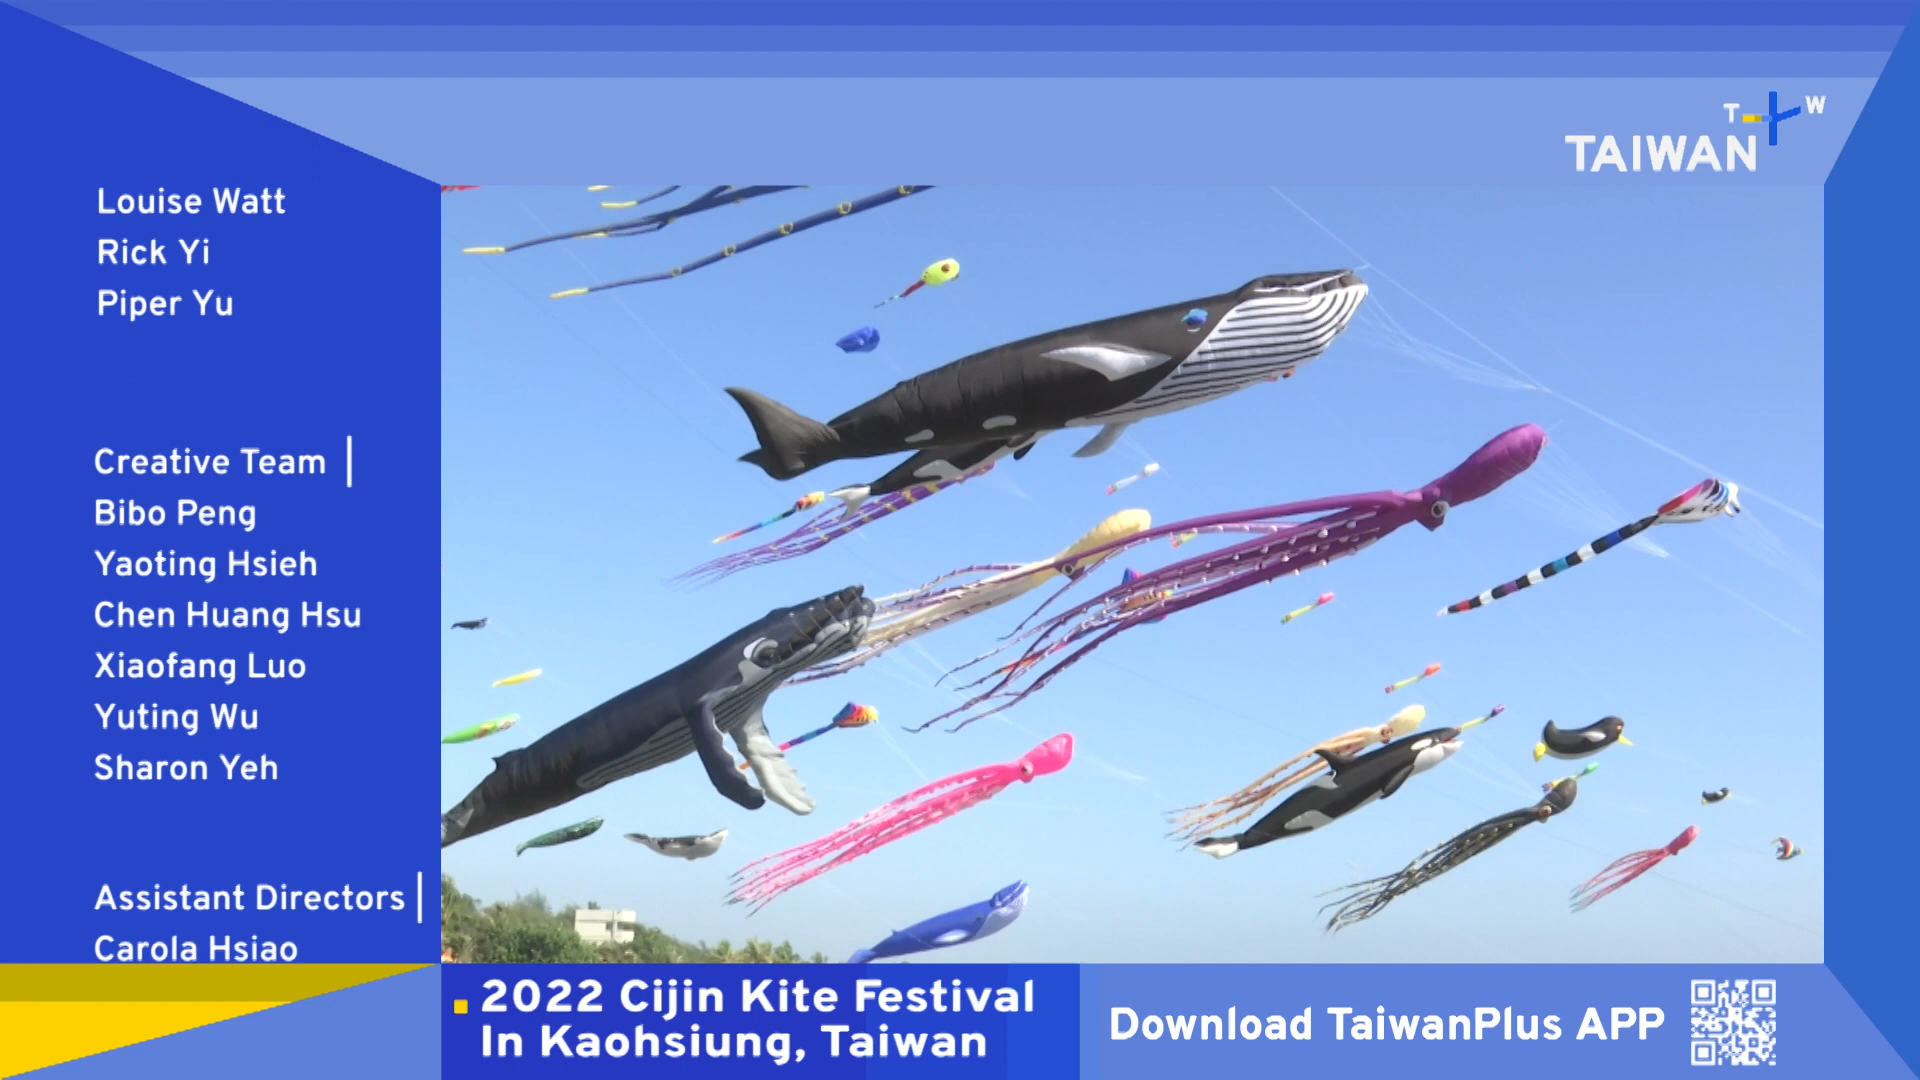 Louise Watt
Rick Yi
Piper Yu
Creative Team
Bibo Peng
Yaoting Hsieh
Chen Huang Hsu
Xiaofang Luo
Yuting Wu
Sharon Yeh
Assistant Directors
Carola Hsiao
T W
TAIWAN
2022 Cijin Kite Festival
In Kaohsiung, Taiwan
Download TaiwanPlus APP